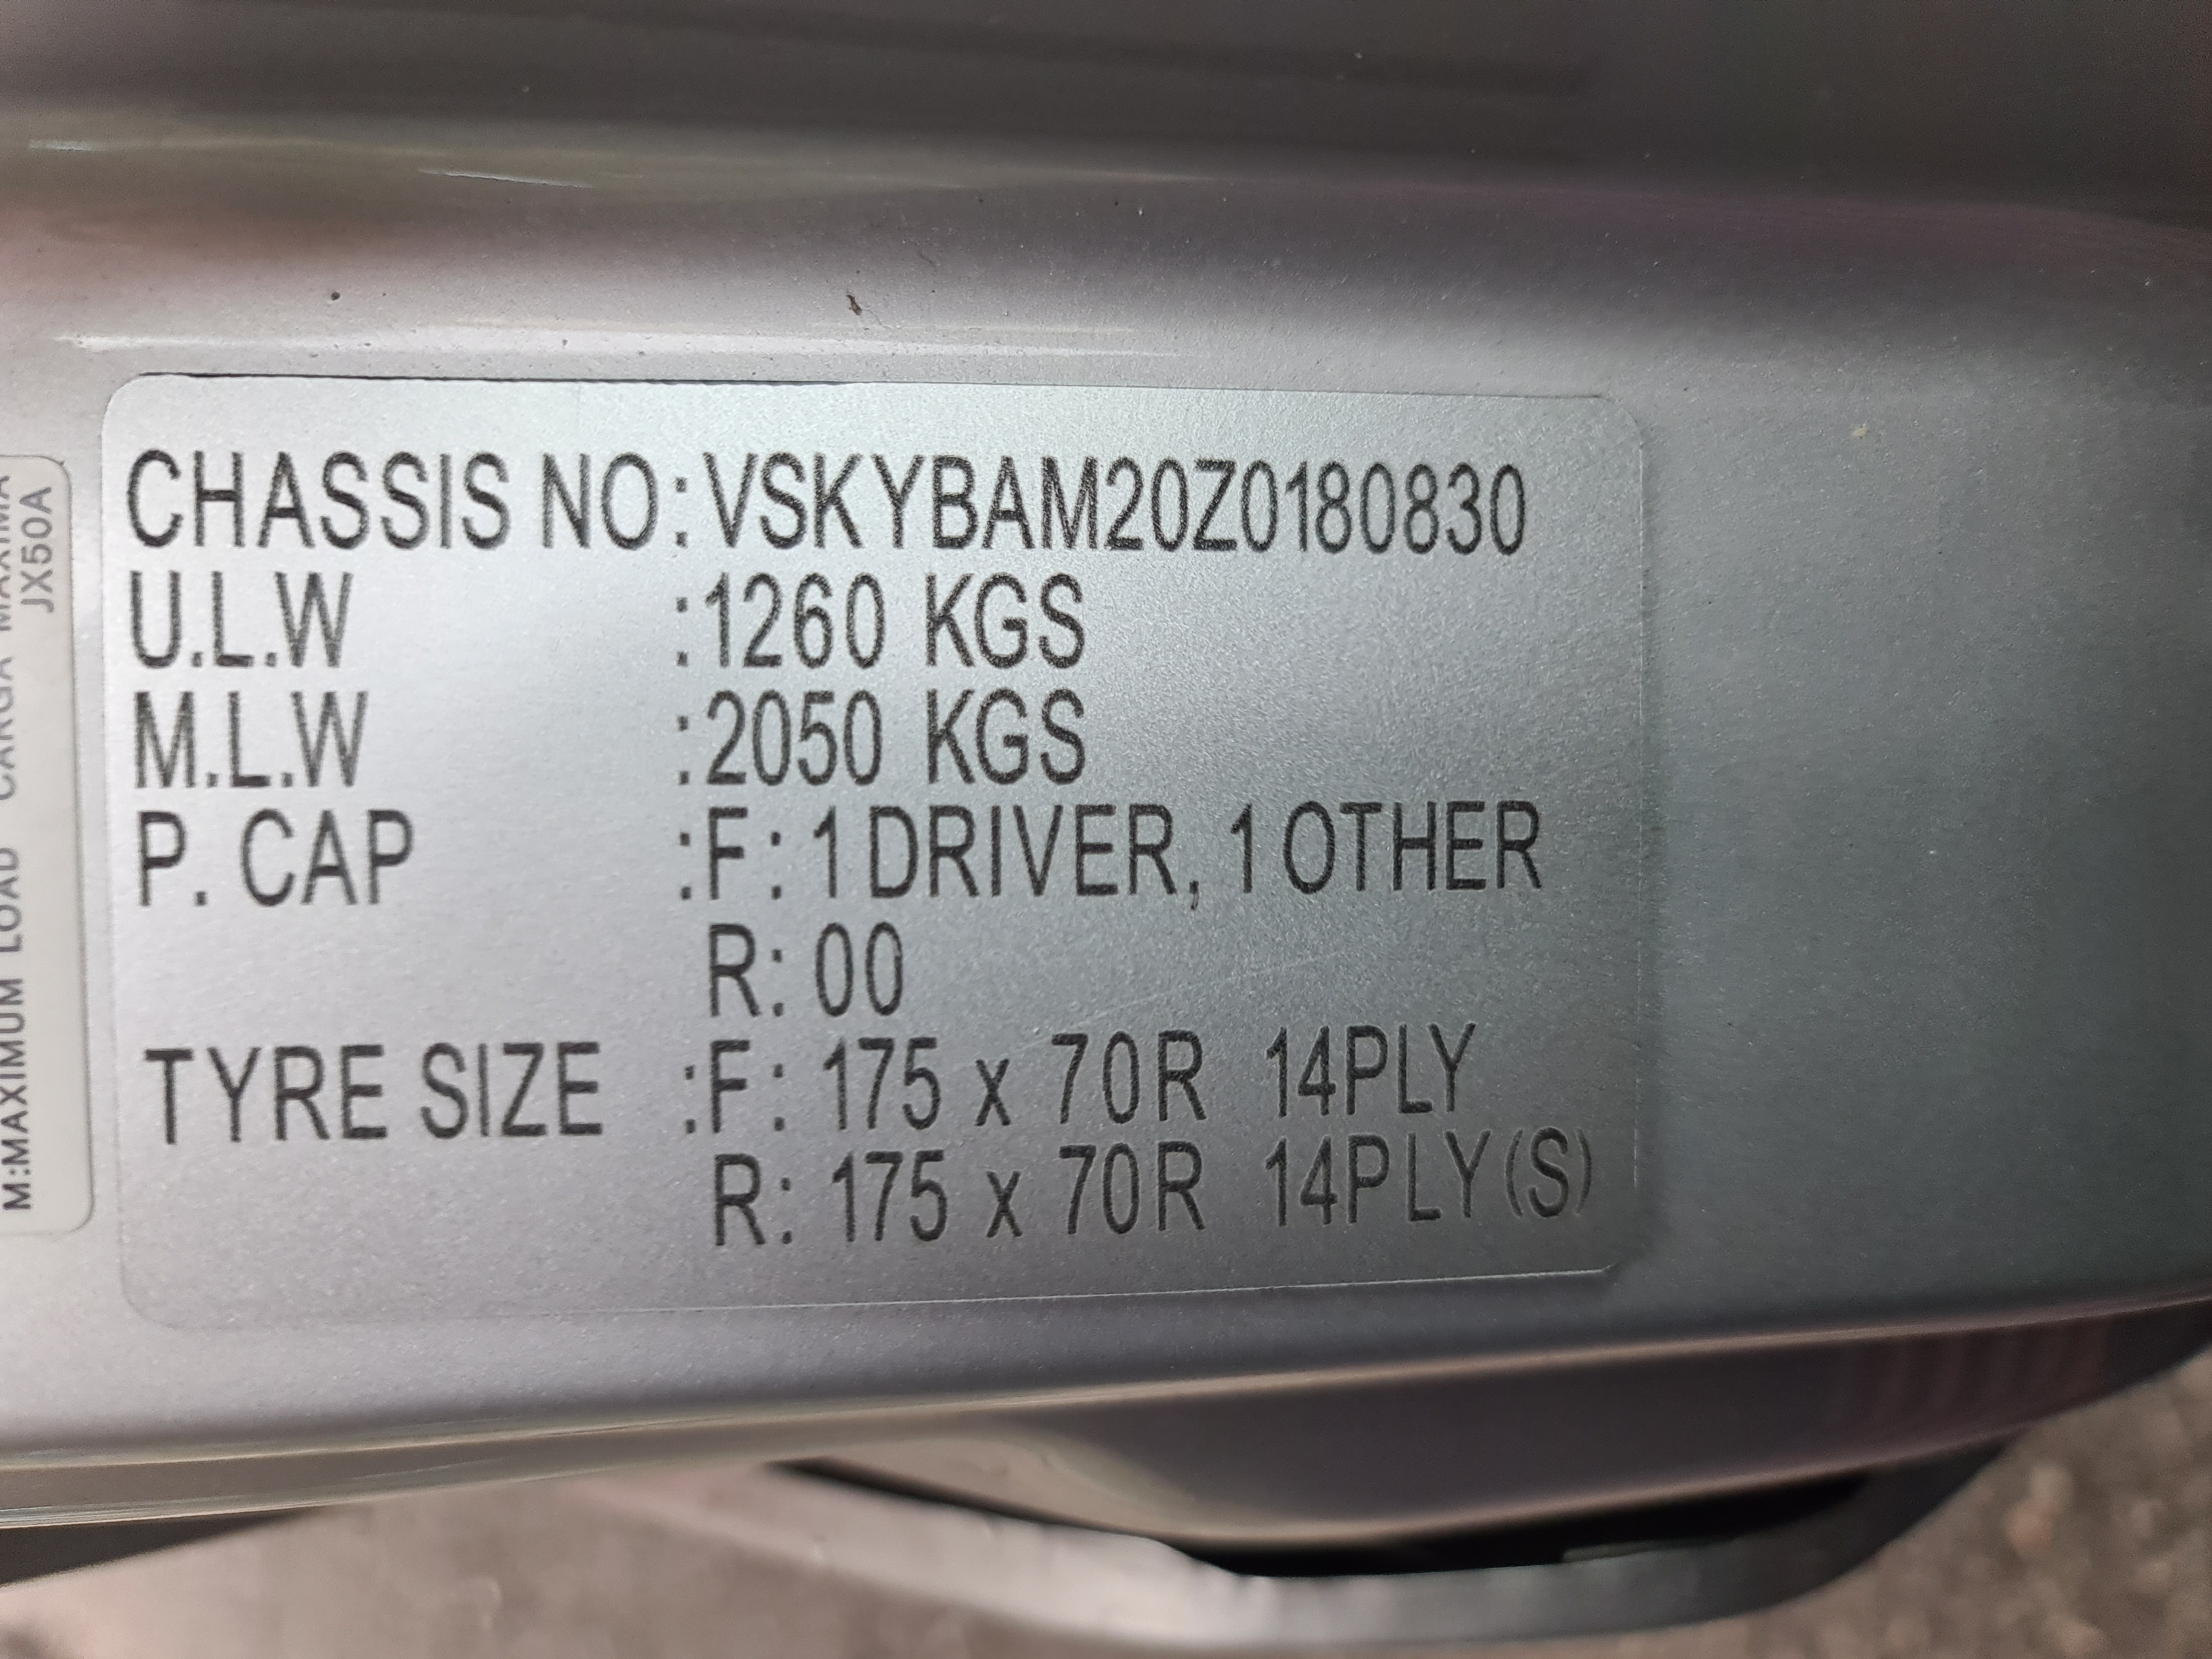 CHASSIS NO:VSKYBAM20Z0180830
U.L.W :1260 KGS
M.L.W :2050 KGS
P. CAP :F: 1 DRIVER, 1 OTHER
R: 00
TYRE SIZE :F: 175 x 70R 14PLY
R: 175 x 70R 14PLY(S)
M:MAXIMUM LOAD CARGA MAXIMA
JX50A